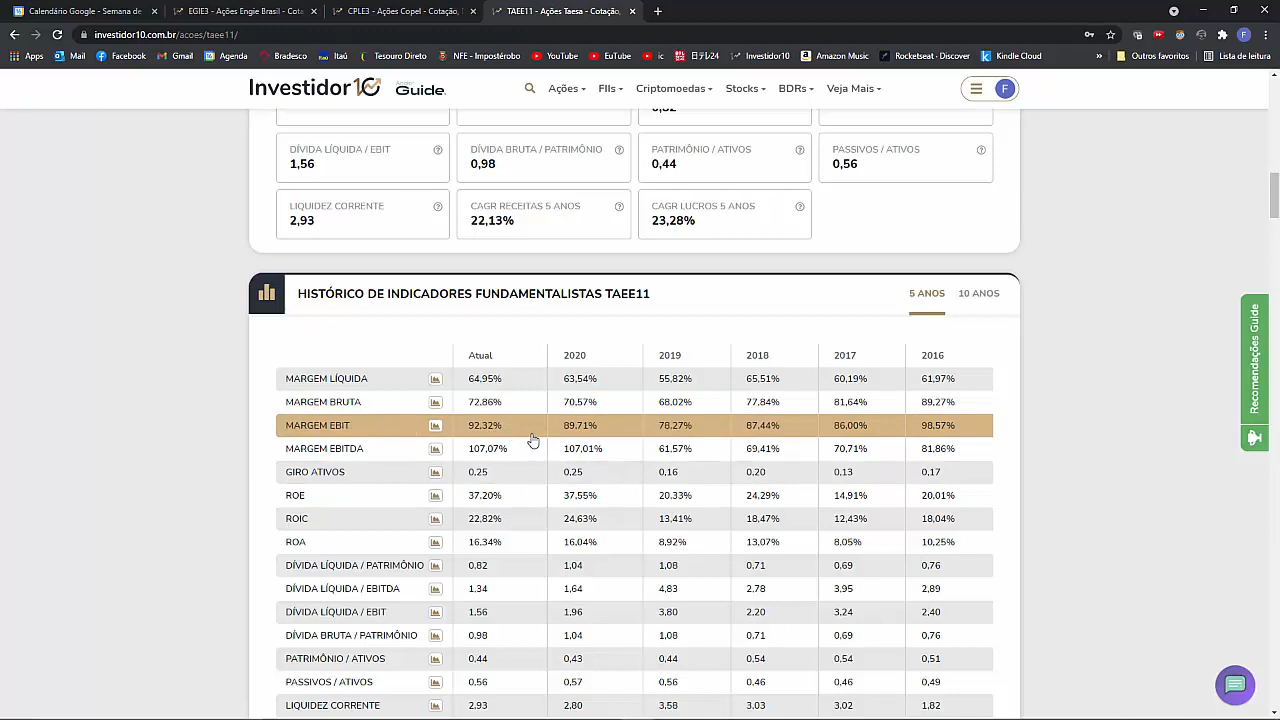 Calendário Google - Semana de
EGIE3 - Ações Engie Brasil - Cota
CPLE3 - Ações Copel - Cotação,
TAEE11 - Ações Taesa - Cotação,
investidor10.com.br/acoes/taee11/
F
Apps Mail Facebook Gmail Agenda Bradesco Itaú Tesouro Direto NFE - Impostérobo YouTube EuTube ic Investidor10 Amazon Music Rocketseat | Discover Kindle Cloud » Outros favoritos Lista de leitura
Investidor10 Guide.
Ações FIIs Criptomoedas Stocks BDRs Veja Mais
F
0,82
DÍVIDA LÍQUIDA / EBIT DÍVIDA BRUTA / PATRIMÔNIO PATRIMÔNIO / ATIVOS PASSIVOS / ATIVOS
1,56 0,98 0,44 0,56
LIQUIDEZ CORRENTE CAGR RECEITAS 5 ANOS CAGR LUCROS 5 ANOS
2,93 22,13% 23,28%
HISTÓRICO DE INDICADORES FUNDAMENTALISTAS TAEE11 5 ANOS 10 ANOS
Atual 2020 2019 2018 2017 2016
MARGEM LÍQUIDA 64,95% 63,54% 55,82% 65,51% 60,19% 61,97%
MARGEM BRUTA 72,86% 70,57% 68,02% 77,84% 81,64% 89,27%
MARGEM EBIT 92,32% 89,71% 78,27% 87,44% 86,00% 98,57%
MARGEM EBITDA 107,07% 107,01% 61,57% 69,41% 70,71% 81,86%
GIRO ATIVOS 0,25 0,25 0,16 0,20 0,13 0,17
ROE 37,20% 37,55% 20,33% 24,29% 14,91% 20,01%
ROIC 22,82% 24,63% 13,41% 18,47% 12,43% 18,04%
ROA 16,34% 16,04% 8,92% 13,07% 8,05% 10,25%
DÍVIDA LÍQUIDA / PATRIMÔNIO 0,82 1,04 1,08 0,71 0,69 0,76
DÍVIDA LÍQUIDA / EBITDA 1,34 1,64 4,83 2,78 3,95 2,89
DÍVIDA LÍQUIDA / EBIT 1,56 1,96 3,80 2,20 3,24 2,40
DÍVIDA BRUTA / PATRIMÔNIO 0,98 1,04 1,08 0,71 0,69 0,76
PATRIMÔNIO / ATIVOS 0,44 0,43 0,44 0,54 0,54 0,51
PASSIVOS / ATIVOS 0,56 0,57 0,56 0,46 0,46 0,49
LIQUIDEZ CORRENTE 2,93 2,80 3,58 3,03 3,02 1,82
Recomendações Guide